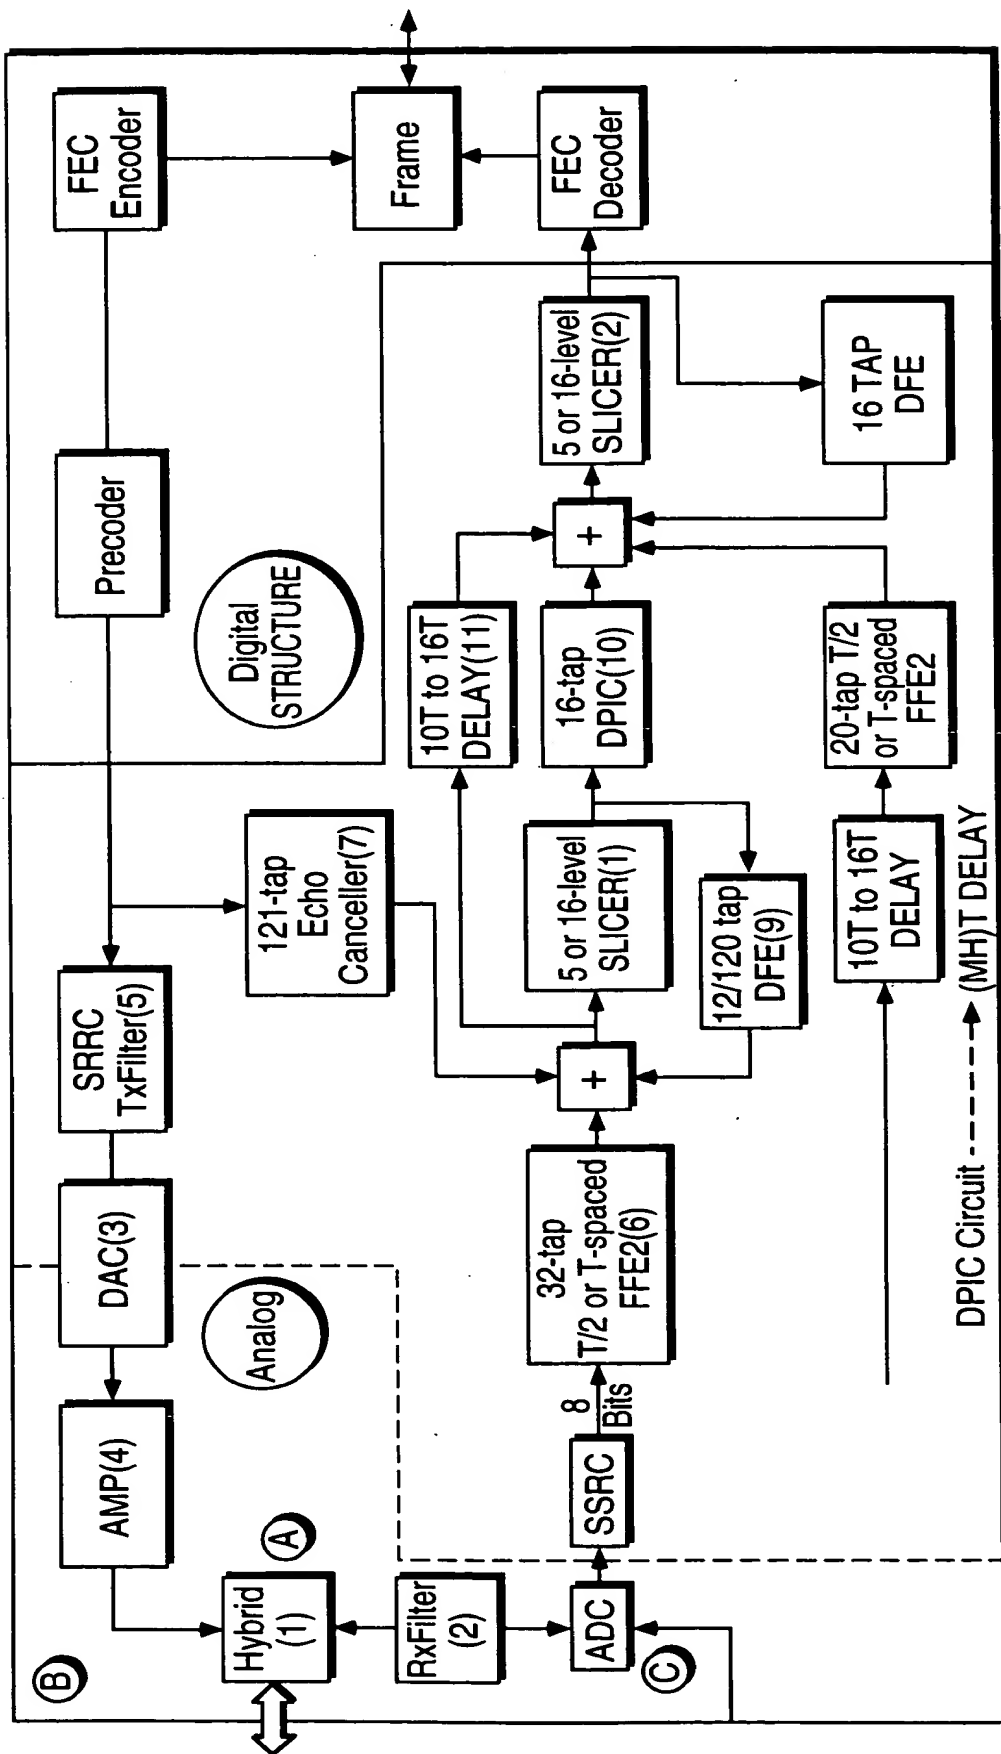 B
Hybrid
(1)
A
AMP(4)
DAC(3)
SRRC
TxFilter(5)
Precoder
FEC
Encoder
Analog
121-tap
Echo
Canceller(7)
Digital
STRUCTURE
Frame
RxFilter
(2)
10T to 16T
DELAY(11)
ADC
C
SSRC
8
Bits
32-tap
T/2 or T-spaced
FFE2(6)
+
5 or 16-level
SLICER(1)
16-tap
DPIC(10)
+
5 or 16-level
SLICER(2)
FEC
Decoder
12/120 tap
DFE(9)
10T to 16T
DELAY
20-tap T/2
or T-spaced
FFE2
16 TAP
DFE
DPIC Circuit (MH)T DELAY